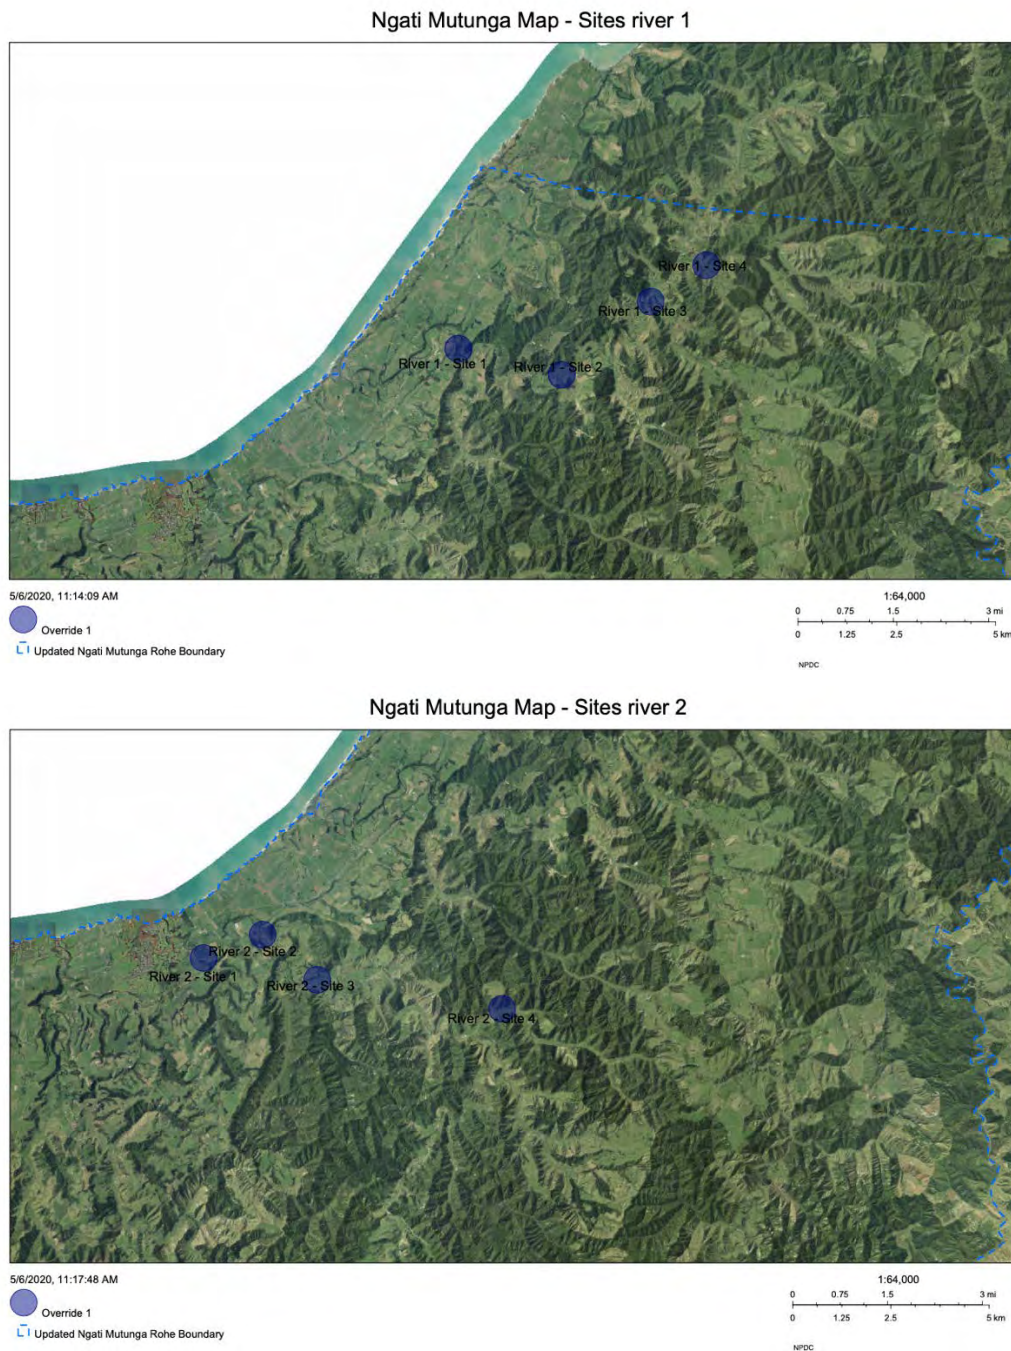 Ngati Mutunga Map - Sites river 1
River 1 - Site 4
River 1 - Site 3
River 1 - Site 1
River 1 - Site 2
5/6/2020, 11:14:09 AM
Override 1
Updated Ngati Mutunga Rohe Boundary
1:64,000
0 0.75 1.5 3 mi
0 1.25 2.5 5 km
NPDC
Ngati Mutunga Map - Sites river 2
River 2 - Site 2
River 2 - Site 1
River 2 - Site 3
River 2 - Site 4
5/6/2020, 11:17:48 AM
Override 1
Updated Ngati Mutunga Rohe Boundary
1:64,000
0 0.75 1.5 3 mi
0 1.25 2.5 5 km
NPDC